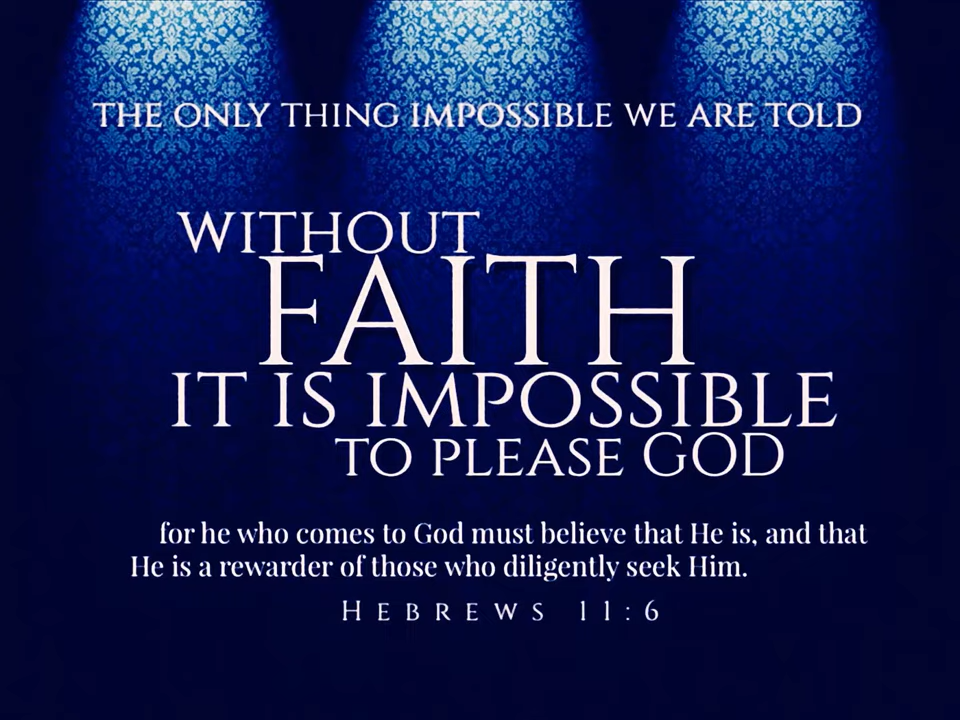 THE ONLY THING IMPOSSIBLE WE ARE TOLD
WITHOUT
FAITH
IT IS IMPOSSIBLE
TO PLEASE GOD
for he who comes to God must believe that He is, and that
He is a rewarder of those who diligently seek Him.
HEBREWS 11:6